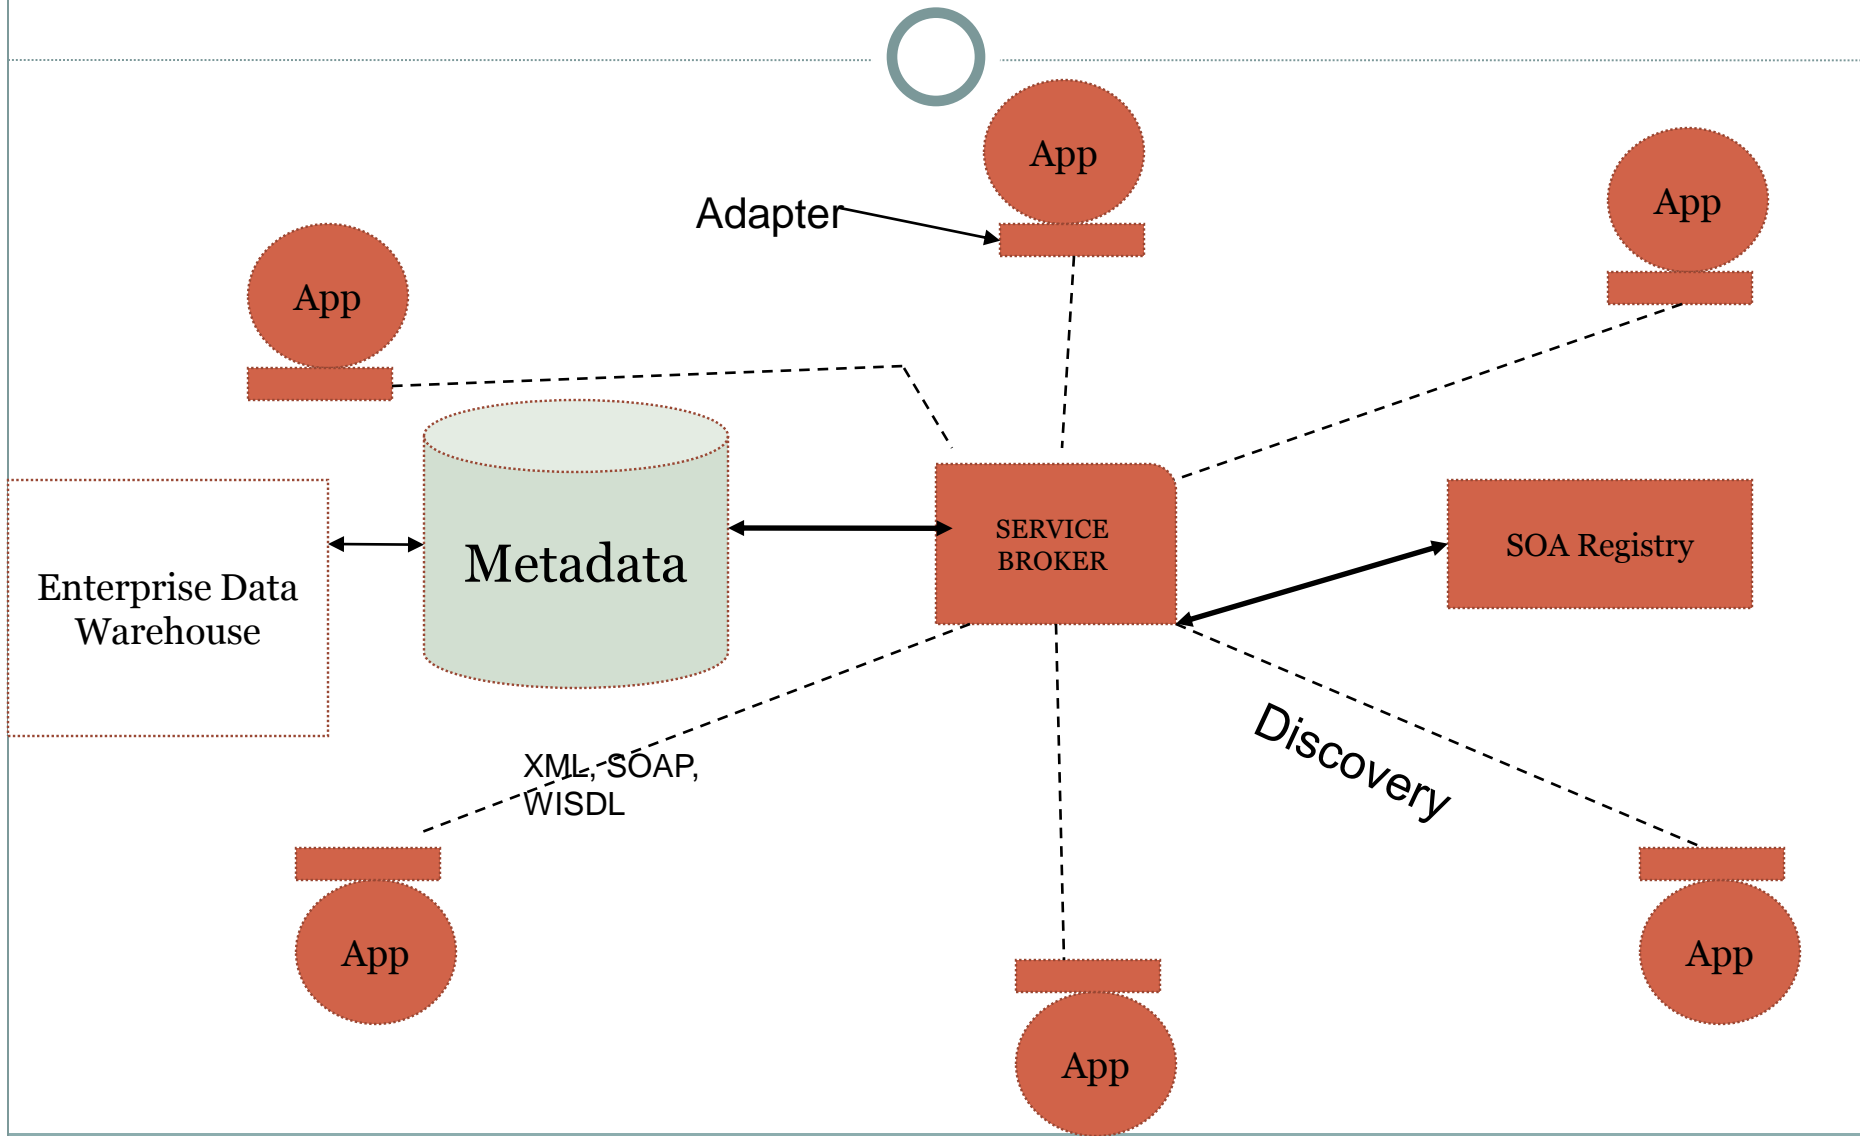 App
App
Adapter
App
SERVICE
BROKER
SOA Registry
Metadata
Enterprise Data
Warehouse
Discovery
XML, SOAP,
WISDL
App
App
App